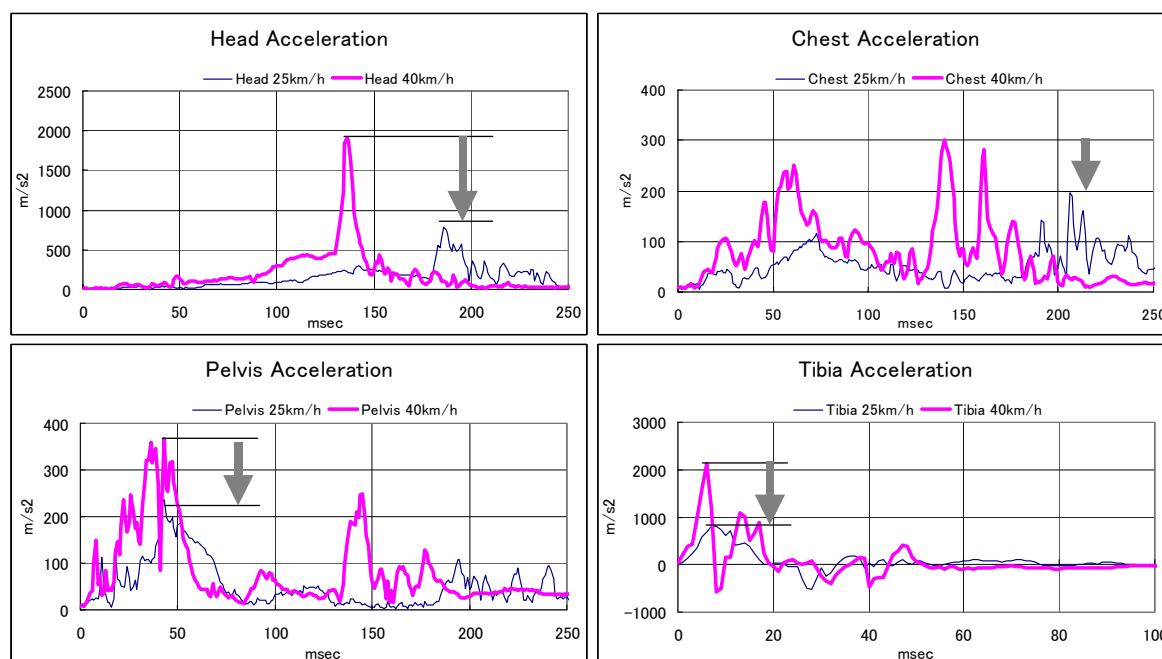 Head Acceleration
Head 25km/h Head 40km/h
2500
2000
1500
1000
500
0
m/s2
0 50 100 150 200 250
msec
Chest Acceleration
Chest 25km/h Chest 40km/h
400
300
200
100
0
m/s2
0 50 100 150 200 250
msec
Pelvis Acceleration
Pelvis 25km/h Pelvis 40km/h
400
300
200
100
0
m/s2
0 50 100 150 200 250
msec
Tibia Acceleration
Tibia 25km/h Tibia 40km/h
3000
2000
1000
0
-1000
m/s2
0 20 40 60 80 100
msec